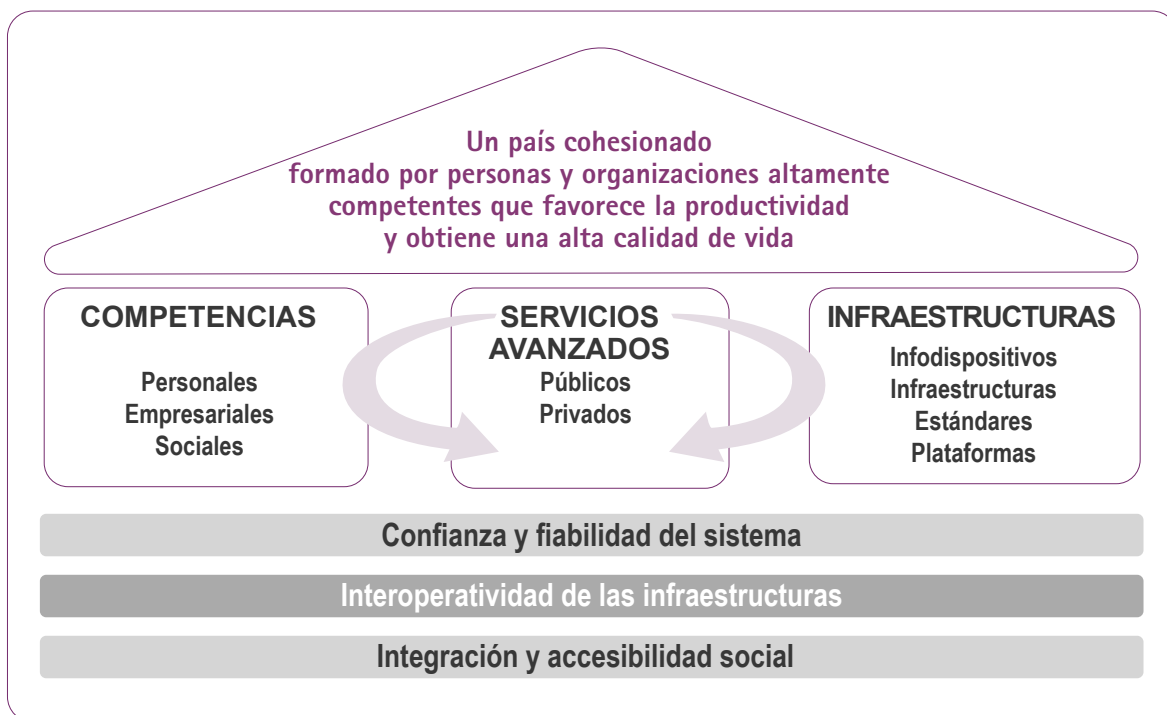 Un país cohesionado
formado por personas y organizaciones altamente
competentes que favorece la productividad
y obtiene una alta calidad de vida
COMPETENCIAS
Personales
Empresariales
Sociales
SERVICIOS
AVANZADOS
Públicos
Privados
INFRAESTRUCTURAS
Infodispositivos
Infraestructuras
Estándares
Plataformas
Confianza y fiabilidad del sistema
Interoperatividad de las infraestructuras
Integración y accesibilidad social